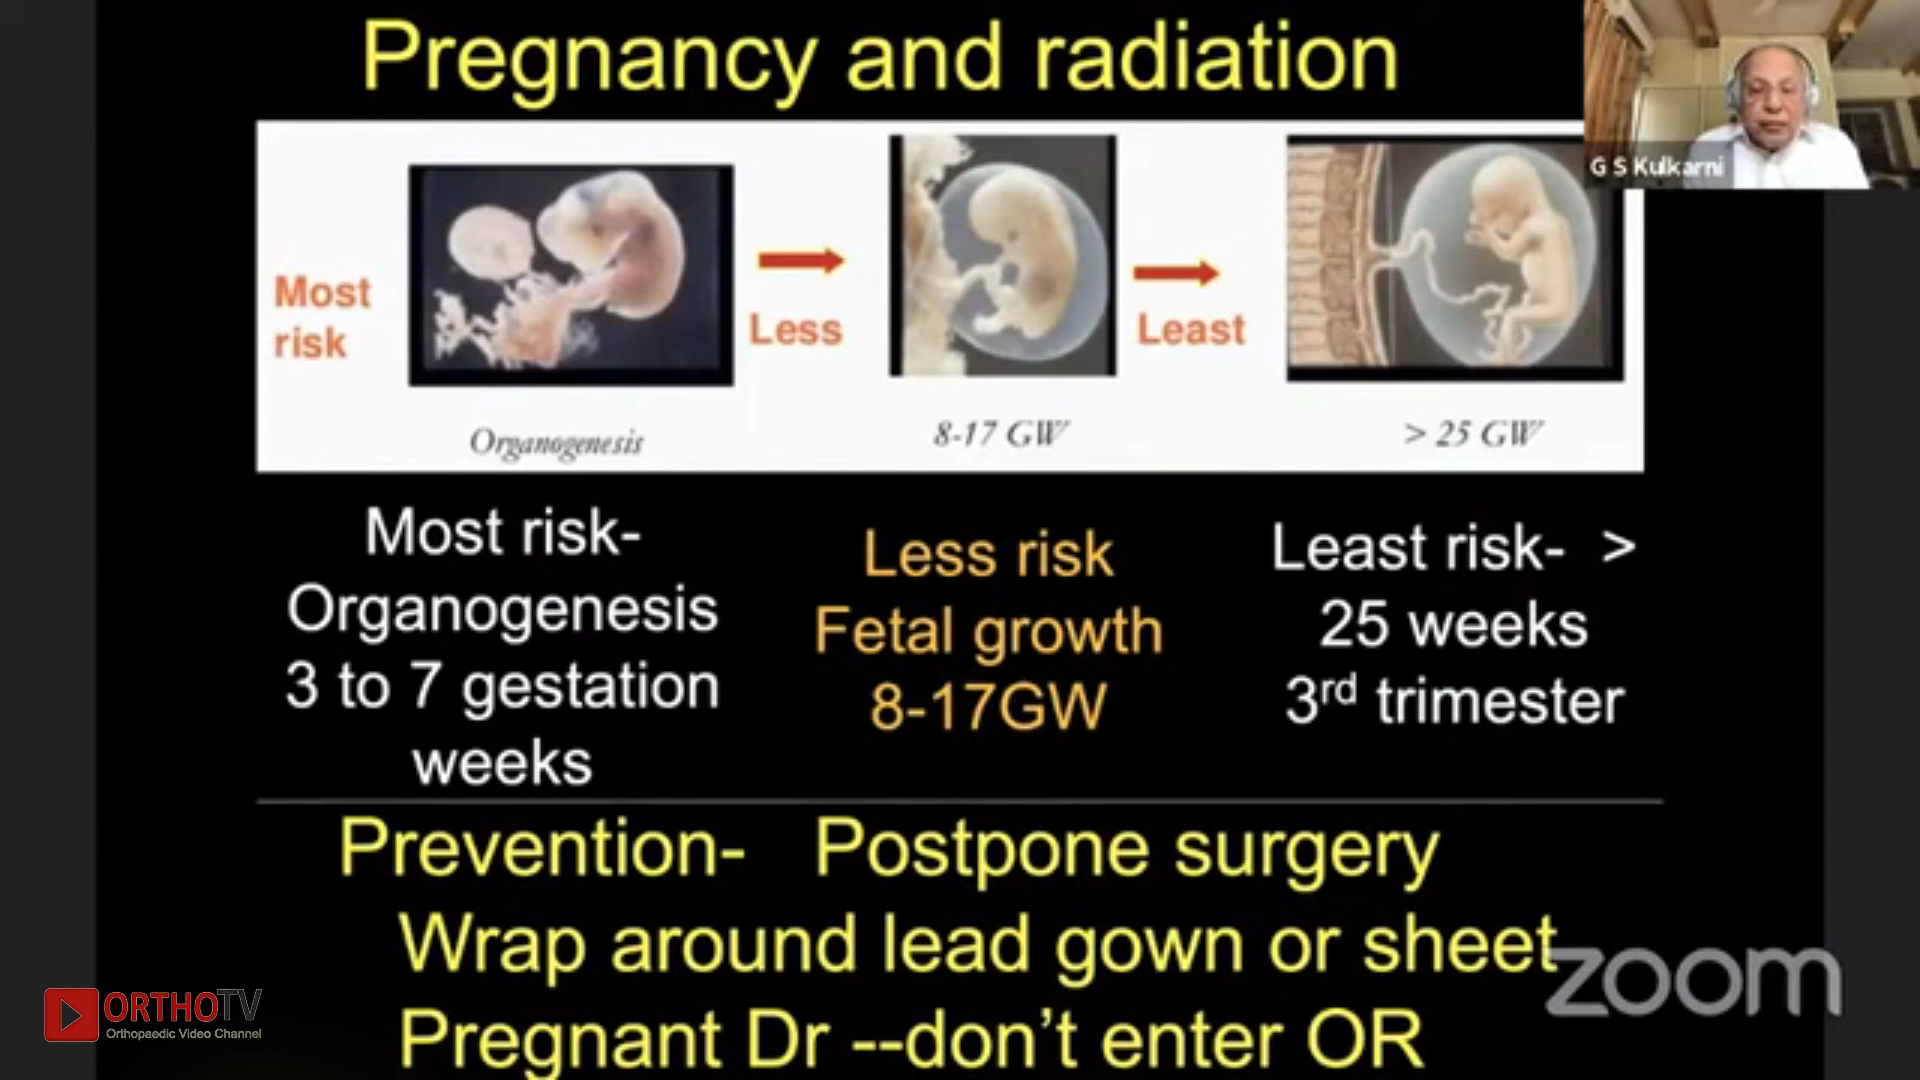 Pregnancy and radiation
G S Kulkarni
Most
risk
Less
Least
Organogenesis
8-17 GW
> 25 GW
Most risk-
Organogenesis
3 to 7 gestation
weeks
Less risk
Fetal growth
8-17GW
Least risk- >
25 weeks
3rd trimester
Prevention- Postpone surgery
Wrap around lead gown or sheet
Pregnant Dr --don't enter OR
zoom
ORTHOTV
Orthopaedic Video Channel